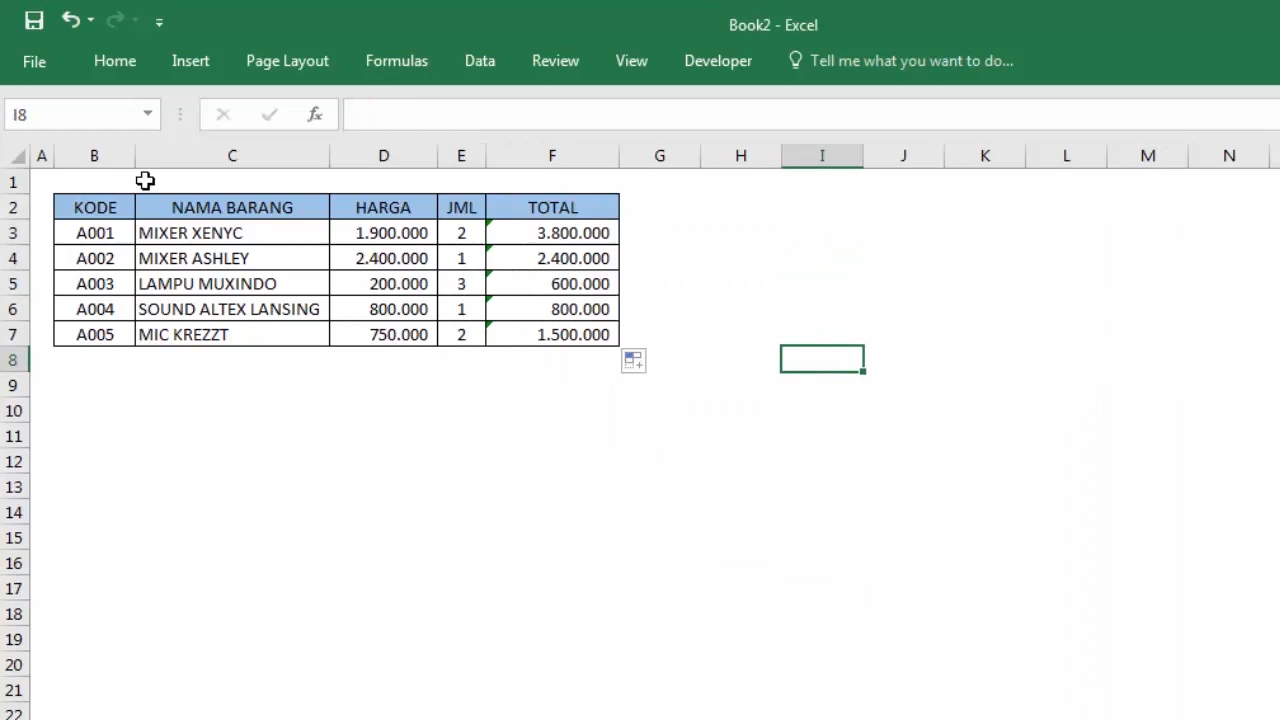 Book2 - Excel
File Home Insert Page Layout Formulas Data Review View Developer Tell me what you want to do...
I8 fx
A B C D E F G H I J K L M N
1
2 KODE NAMA BARANG HARGA JML TOTAL
3 A001 MIXER XENYC 1.900.000 2 3.800.000
4 A002 MIXER ASHLEY 2.400.000 1 2.400.000
5 A003 LAMPU MUXINDO 200.000 3 600.000
6 A004 SOUND ALTEX LANSING 800.000 1 800.000
7 A005 MIC KREZZT 750.000 2 1.500.000
8
9
10
11
12
13
14
15
16
17
18
19
20
21
22